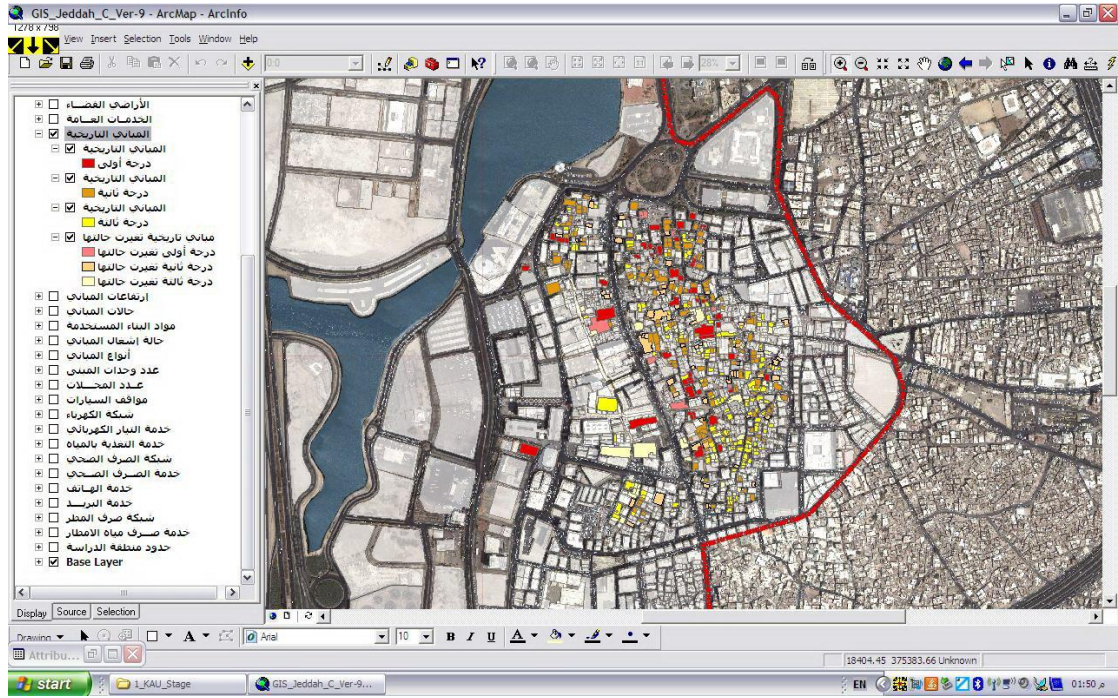 GIS_Jeddah_C_Ver-9 - ArcMap - ArcInfo
1278 x 798
View Insert Selection Tools Window Help
0:0
28%
الأراضي الفضاء
الخدمات العامة
المباني التاريخية
المباني التاريخية
درجة أولى
المباني التاريخية
درجة ثانية
المباني التاريخية
درجة ثالثة
مباني تاريخية تغيرت حالتها
درجة أولى تغيرت حالتها
درجة ثانية تغيرت حالتها
درجة ثالثة تغيرت حالتها
إرتفاعات المباني
حالات المباني
مواد البناء المستخدمة
حالة إشغال المباني
أنواع المباني
عدد وحدات المبنى
عدد المحلات
مواقف السيارات
شبكة الكهرباء
خدمة التيار الكهربائي
خدمة التغذية بالمياه
شبكة الصرف الصحي
خدمة الصرف الصحي
خدمة الهاتف
خدمة البريد
شبكة صرف المطر
خدمة صرف مياه الامطار
حدود منطقة الدراسة
Base Layer
Display Source Selection
Drawing A Arial 10 B I U A
Attribu...
18404.45 375383.66 Unknown
start 1_KAU_Stage GIS_Jeddah_C_Ver-9... EN 01:50 م